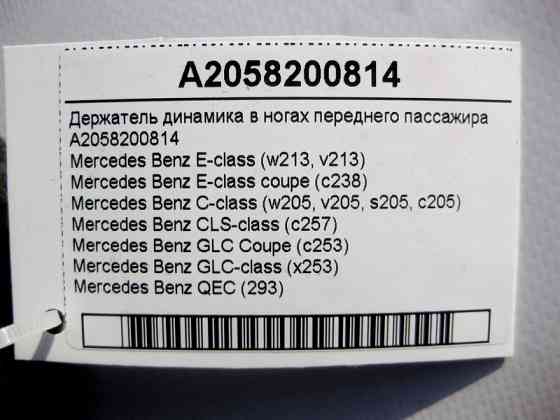 A2058200814
Держатель динамика в ногах переднего пассажира
A2058200814
Mercedes Benz E-class (w213, v213)
Mercedes Benz E-class coupe (c238)
Mercedes Benz C-class (w205, v205, s205, c205)
Mercedes Benz CLS-class (c257)
Mercedes Benz GLC Coupe (c253)
Mercedes Benz GLC-class (x253)
Mercedes Benz QEC (293)